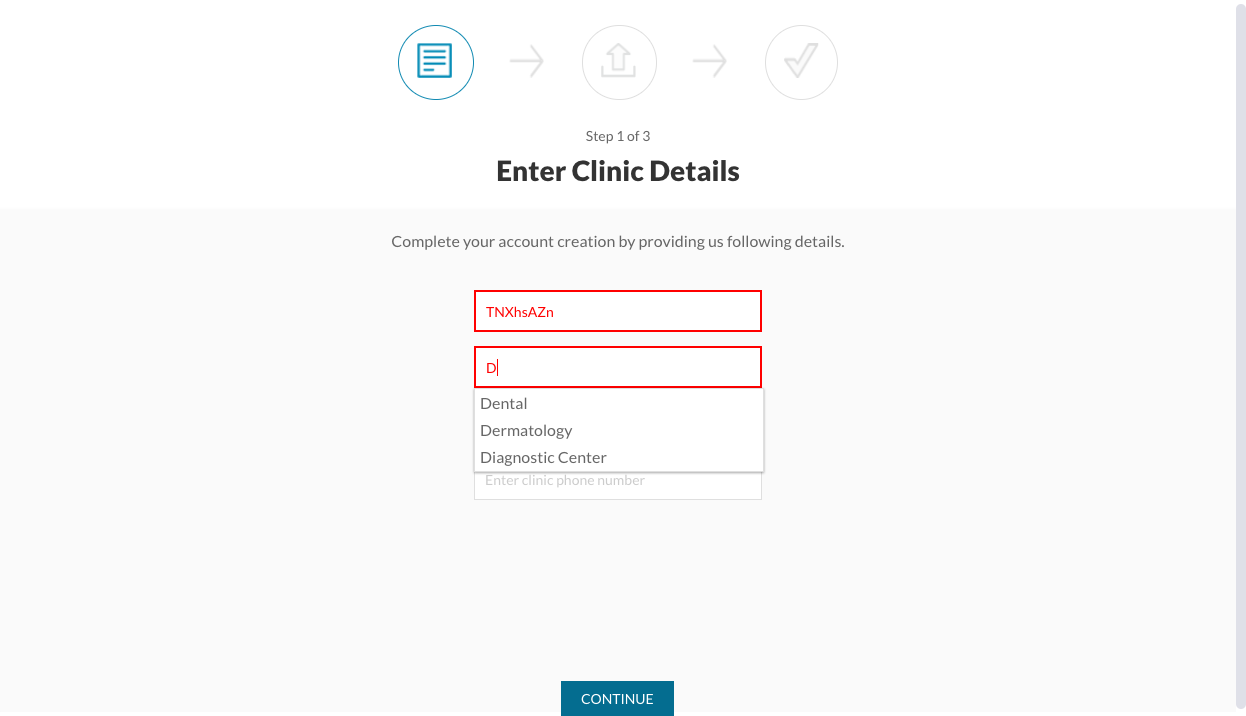 Step 1 of 3
Enter Clinic Details
Complete your account creation by providing us following details.
TNXhsAZn
D
Dental
Dermatology
Diagnostic Center
Enter clinic phone number
CONTINUE